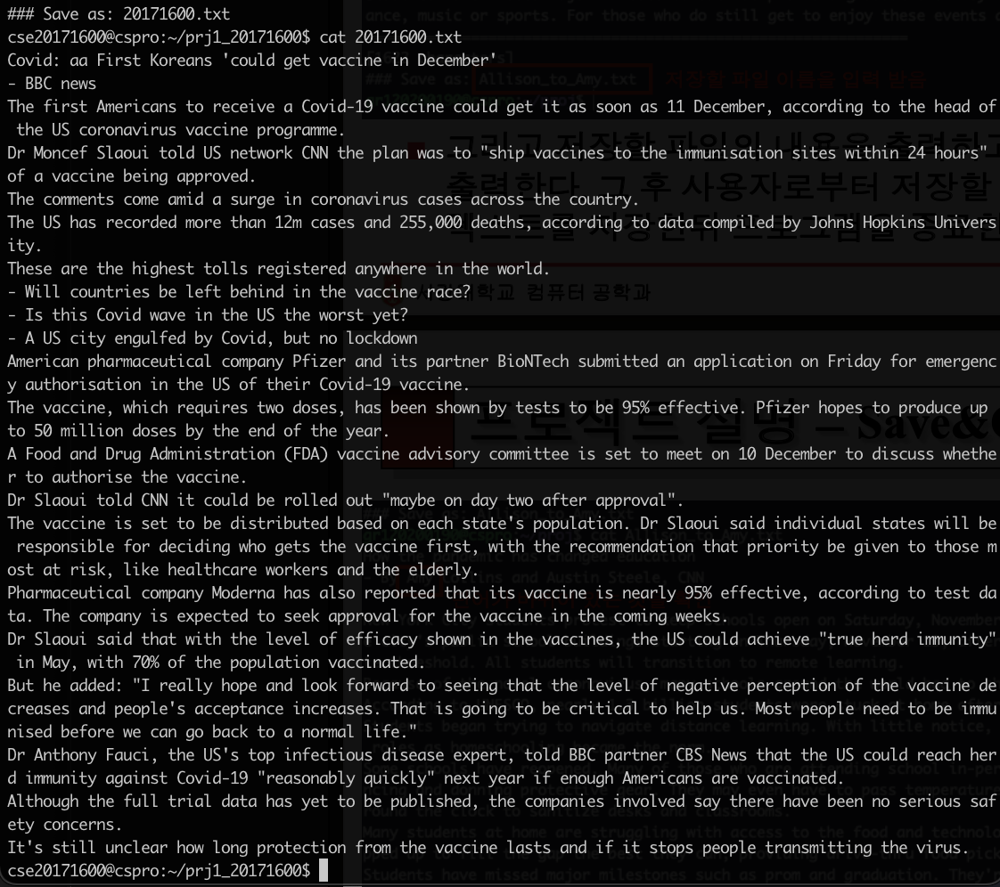 ### Save as: 20171600.txt
cse20171600@cspro:~/prj1_20171600$ cat 20171600.txt
Covid: aa First Koreans 'could get vaccine in December'
- BBC news
The first Americans to receive a Covid-19 vaccine could get it as soon as 11 December, according to the head of
 the US coronavirus vaccine programme.
Dr Moncef Slaoui told US network CNN the plan was to "ship vaccines to the immunisation sites within 24 hours"
of a vaccine being approved.
The comments come amid a surge in coronavirus cases across the country.
The US has recorded more than 12m cases and 255,000 deaths, according to data compiled by Johns Hopkins Univers
ity.
These are the highest tolls registered anywhere in the world.
- Will countries be left behind in the vaccine race?
- Is this Covid wave in the US the worst yet?
- A US city engulfed by Covid, but no lockdown
American pharmaceutical company Pfizer and its partner BioNTech submitted an application on Friday for emergenc
y authorisation in the US of their Covid-19 vaccine.
The vaccine, which requires two doses, has been shown by tests to be 95% effective. Pfizer hopes to produce up
to 50 million doses by the end of the year.
A Food and Drug Administration (FDA) vaccine advisory committee is set to meet on 10 December to discuss whethe
r to authorise the vaccine.
Dr Slaoui told CNN it could be rolled out "maybe on day two after approval".
The vaccine is set to be distributed based on each state's population. Dr Slaoui said individual states will be
 responsible for deciding who gets the vaccine first, with the recommendation that priority be given to those m
ost at risk, like healthcare workers and the elderly.
Pharmaceutical company Moderna has also reported that its vaccine is nearly 95% effective, according to test da
ta. The company is expected to seek approval for the vaccine in the coming weeks.
Dr Slaoui said that with the level of efficacy shown in the vaccines, the US could achieve "true herd immunity"
 in May, with 70% of the population vaccinated.
But he added: "I really hope and look forward to seeing that the level of negative perception of the vaccine de
creases and people's acceptance increases. That is going to be critical to help us. Most people need to be immu
nised before we can go back to a normal life."
Dr Anthony Fauci, the US's top infectious disease expert, told BBC partner CBS News that the US could reach her
d immunity against Covid-19 "reasonably quickly" next year if enough Americans are vaccinated.
Although the full trial data has yet to be published, the companies involved say there have been no serious saf
ety concerns.
It's still unclear how long protection from the vaccine lasts and if it stops people transmitting the virus.
cse20171600@cspro:~/prj1_20171600$